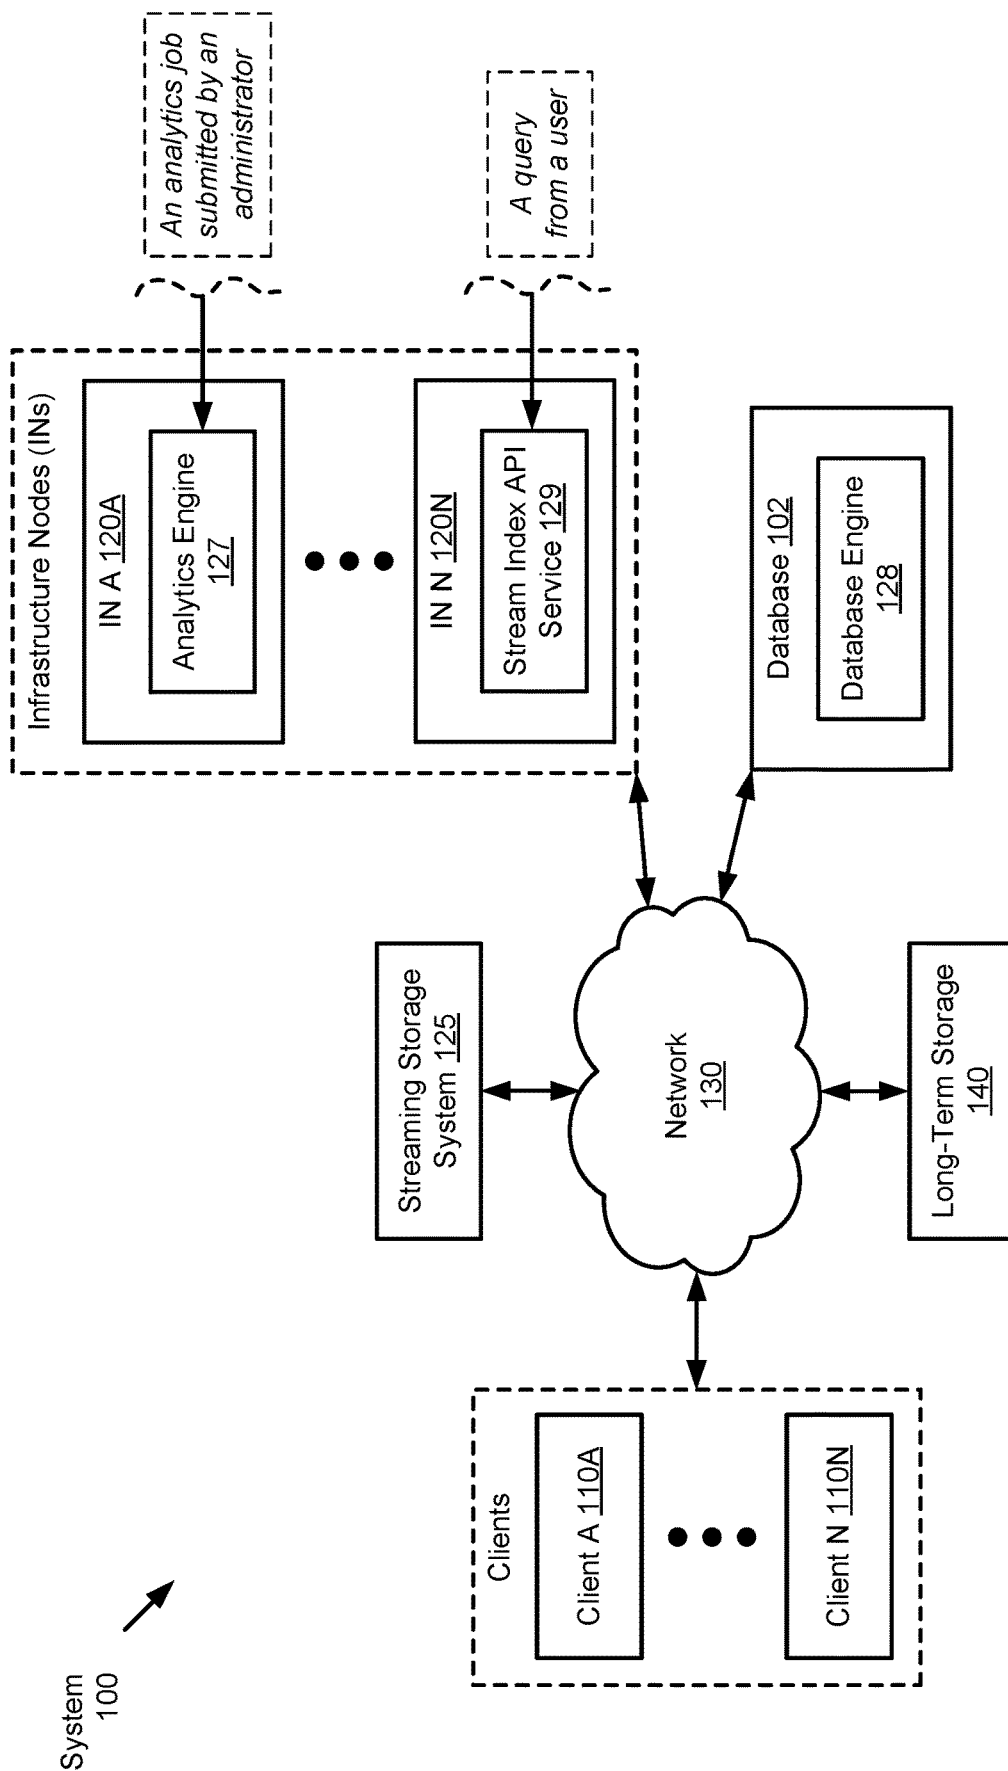 System
100
Clients
Client A 110A
Client N 110N
Streaming Storage
System 125
Network
130
Long-Term Storage
140
Infrastructure Nodes (INs)
IN A 120A
Analytics Engine
127
IN N 120N
Stream Index API
Service 129
Database 102
Database Engine
128
An analytics job
submitted by an
administrator
A query
from a user